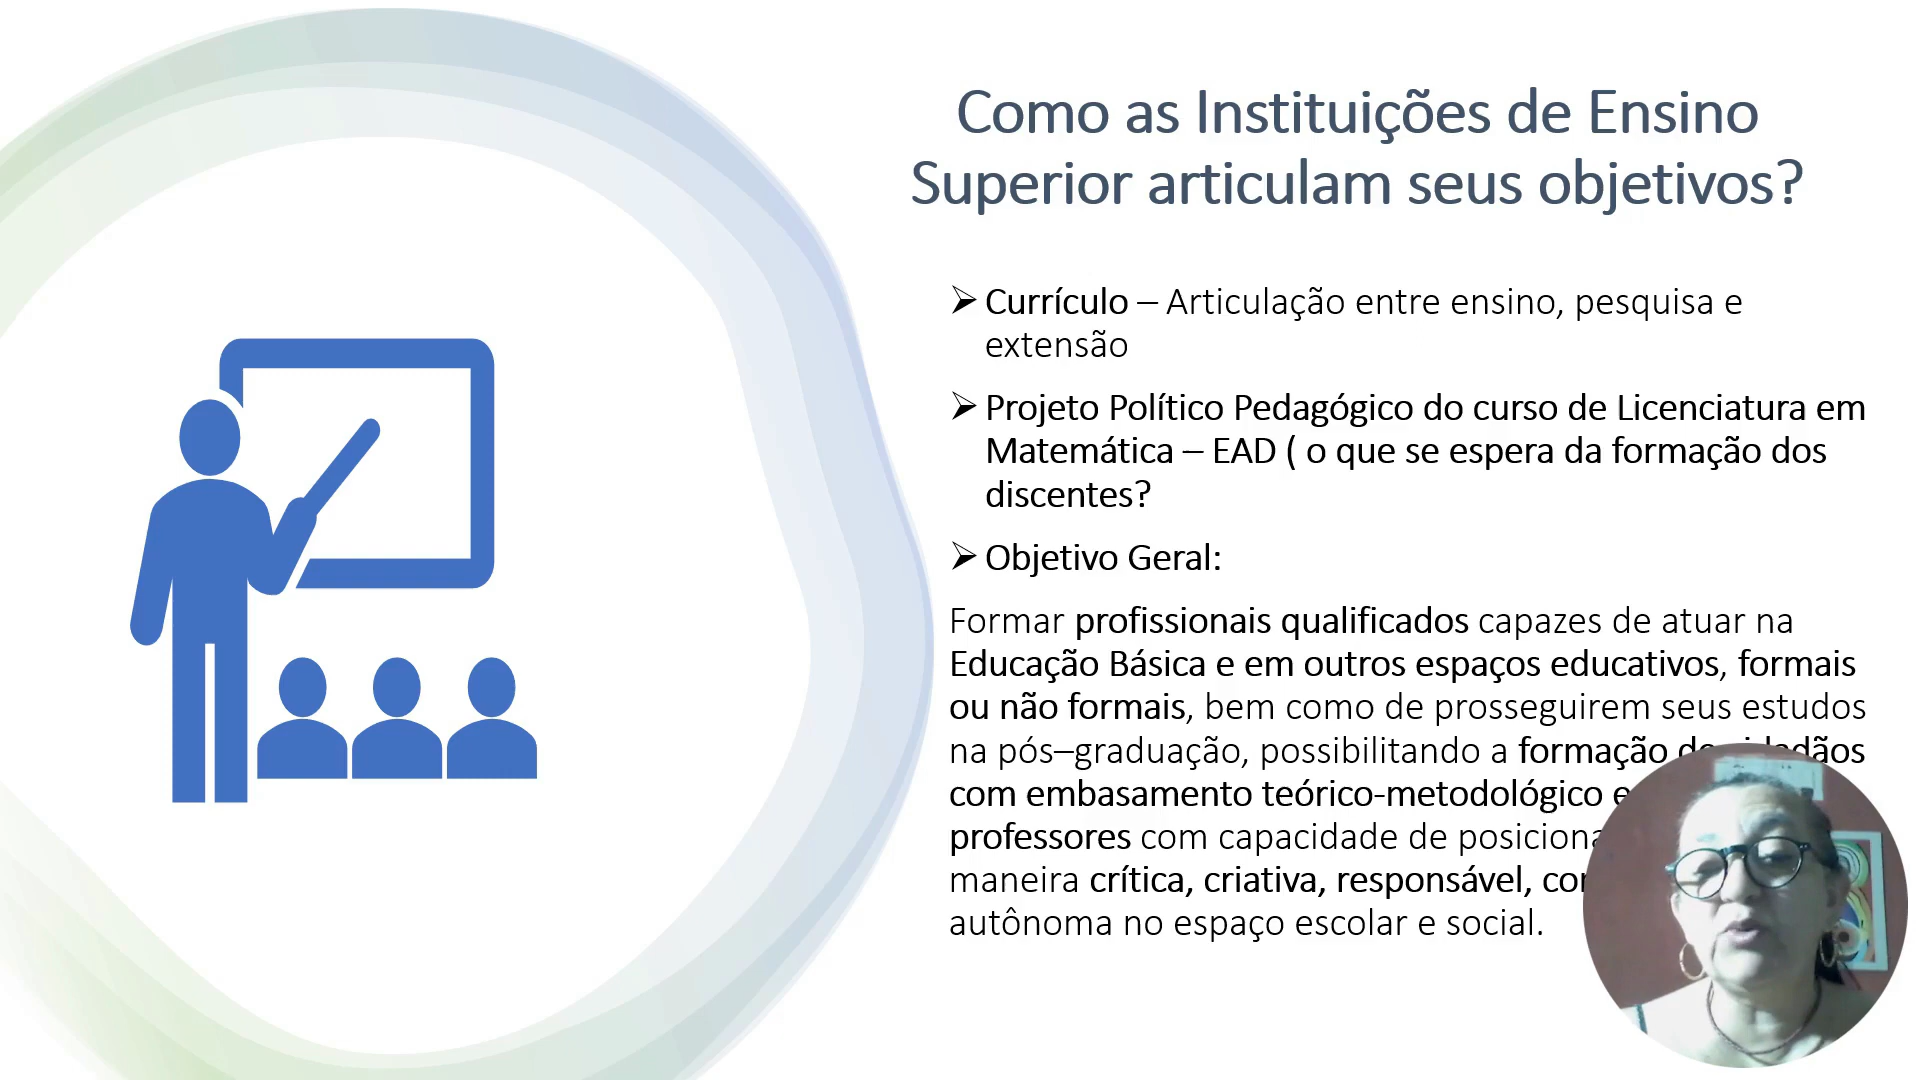 Como as Instituições de Ensino
Superior articulam seus objetivos?
➢ Currículo – Articulação entre ensino, pesquisa e
extensão
➢ Projeto Político Pedagógico do curso de Licenciatura em
Matemática – EAD ( o que se espera da formação dos
discentes?
➢ Objetivo Geral:
Formar profissionais qualificados capazes de atuar na
Educação Básica e em outros espaços educativos, formais
ou não formais, bem como de prosseguirem seus estudos
na pós–graduação, possibilitando a formação
com embasamento teórico-metodológico
professores com capacidade de
maneira crítica, criativa, responsável,
autônoma no espaço escolar e social.